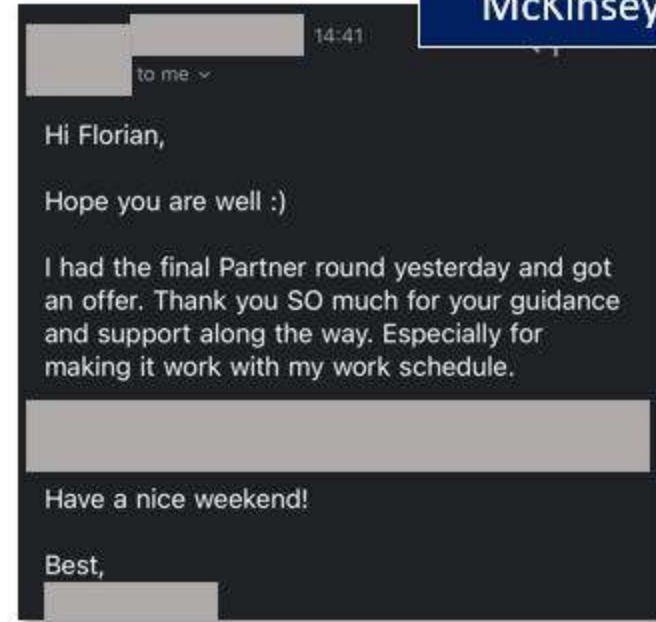 McKinsey
14:41
to me
Hi Florian,
Hope you are well :)
I had the final Partner round yesterday and got
an offer. Thank you SO much for your guidance
and support along the way. Especially for
making it work with my work schedule.
Have a nice weekend!
Best,